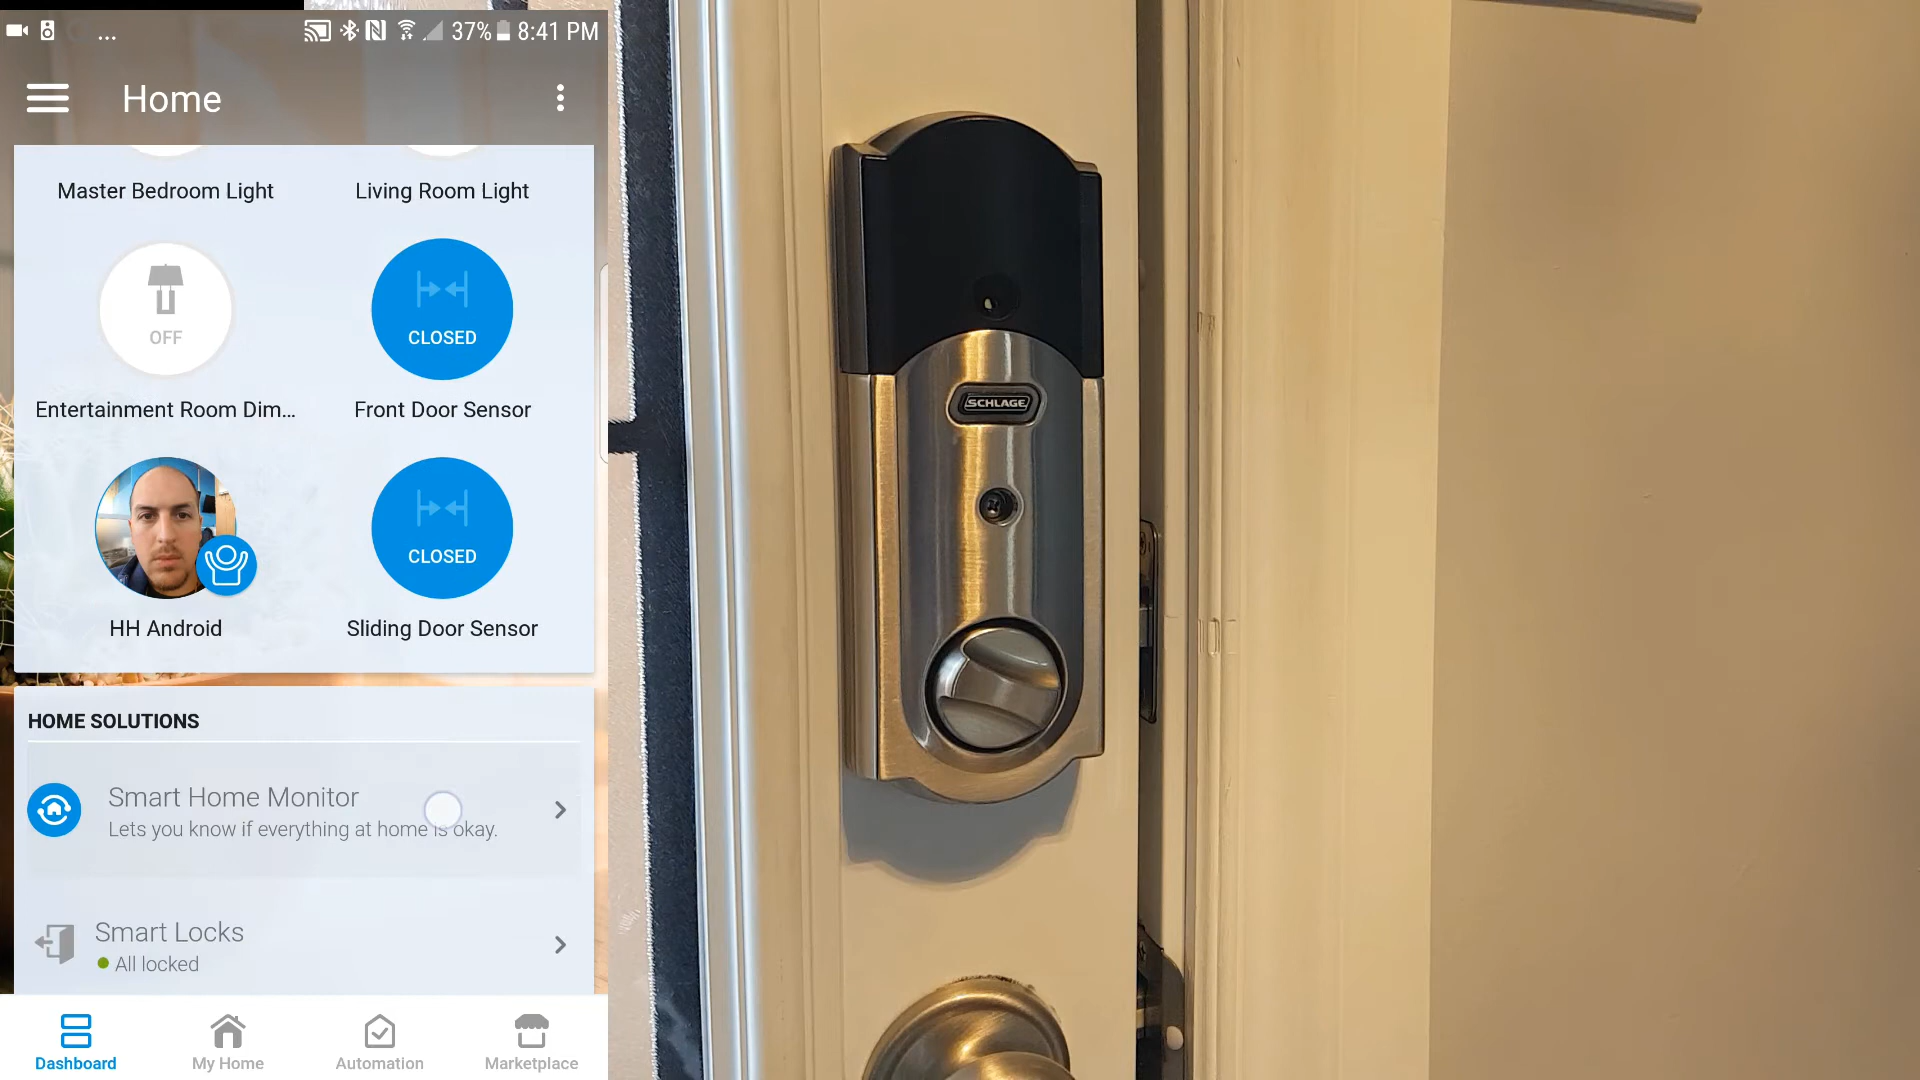 ... 37% 8:41 PM
Home
Master Bedroom Light
Living Room Light
OFF
CLOSED
Entertainment Room Dim...
Front Door Sensor
CLOSED
HH Android
Sliding Door Sensor
HOME SOLUTIONS
Smart Home Monitor
Lets you know if everything at home is okay.
Smart Locks
All locked
Dashboard
My Home
Automation
Marketplace
SCHLAGE